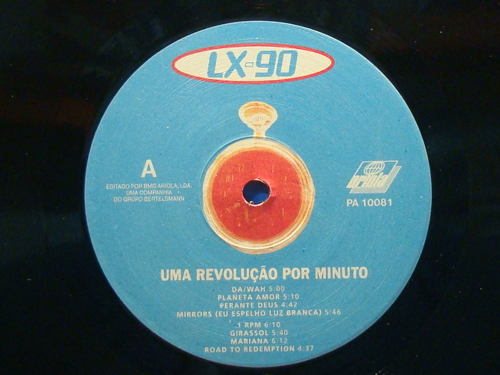 LX-90
A
EDITADO POR BMG ARIOLA, LDA.
UMA COMPANHIA
DO GRUPO BERTELSMANN
ariola
PA 10081
UMA REVOLUÇÃO POR MINUTO
DA/WAH 5:00
PLANETA AMOR 5:10
PERANTE DEUS 4:42
MIRRORS (EU ESPELHO LUZ BRANCA) 5:46
1 RPM 6:10
GIRASSOL 5:40
MARIANA 6:12
ROAD TO REDEMPTION 4:37